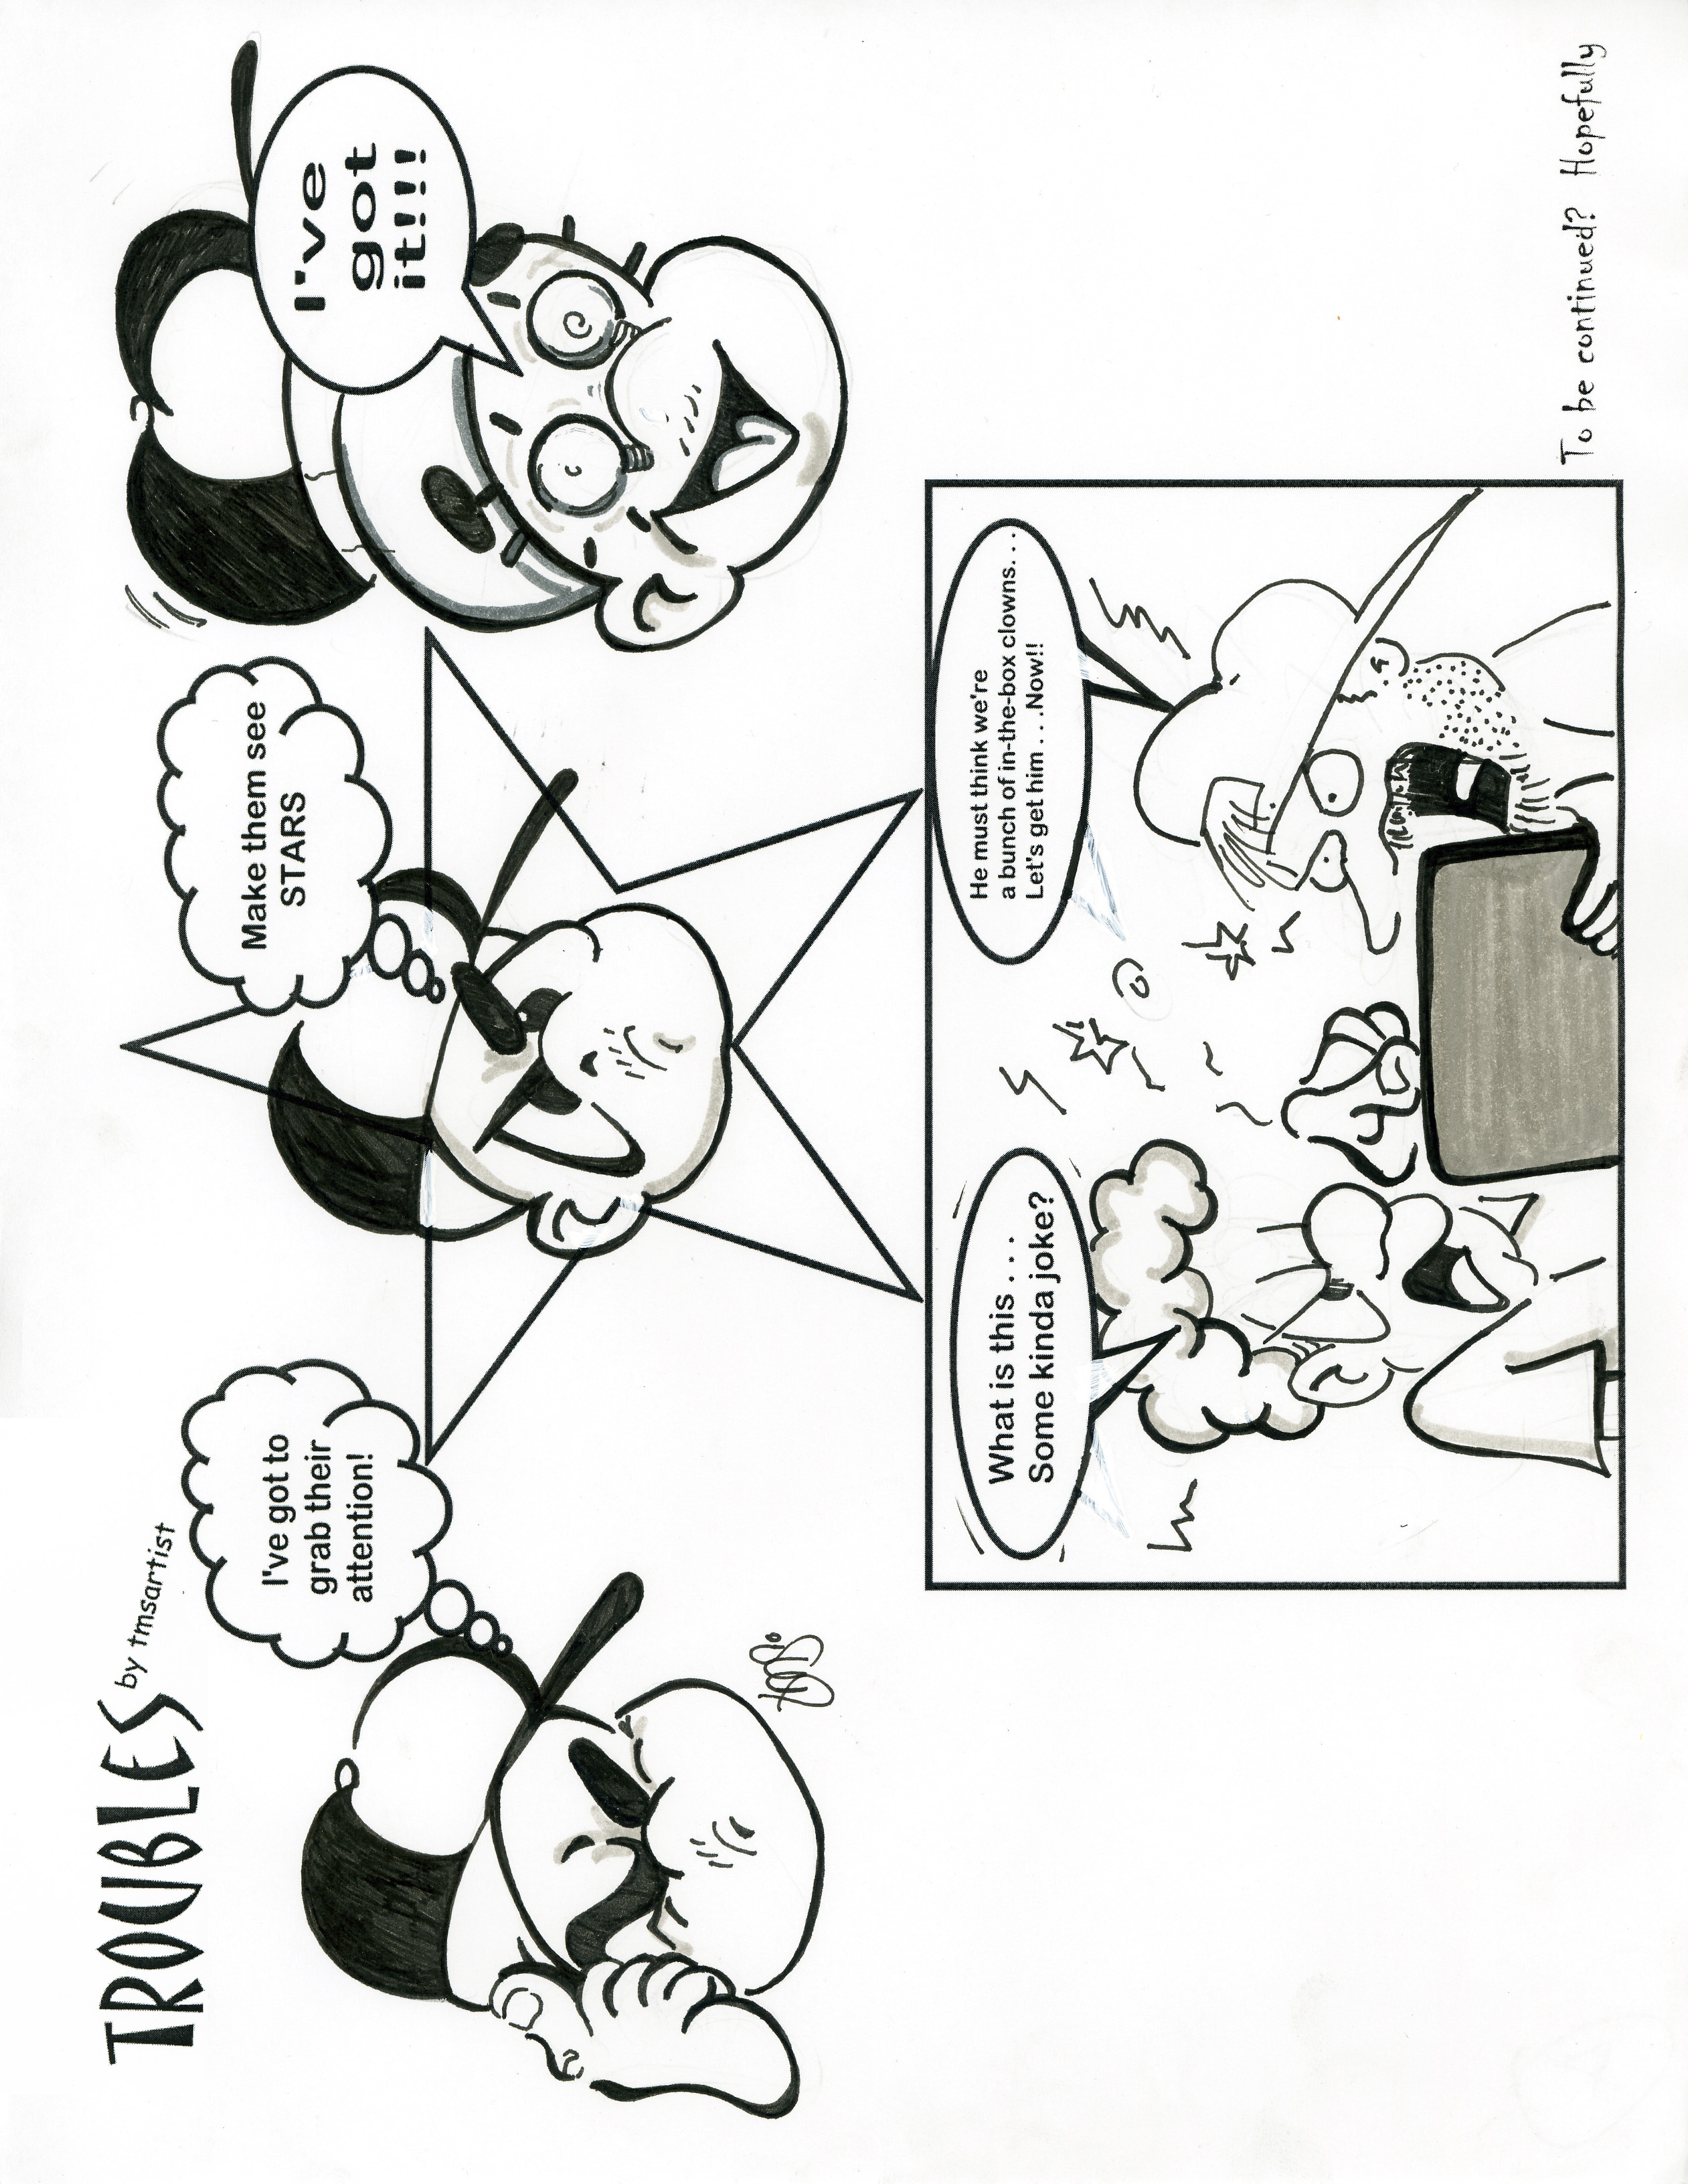 TROUBLES by tmsartist
I've got to
grab their
attention!
Make them see
STARS
I've
got
it!!!
What is this . . .
Some kinda joke?
He must think we're
a bunch of in-the-box clowns. . .
Let's get him . . .Now!!
To be continued? Hopefully